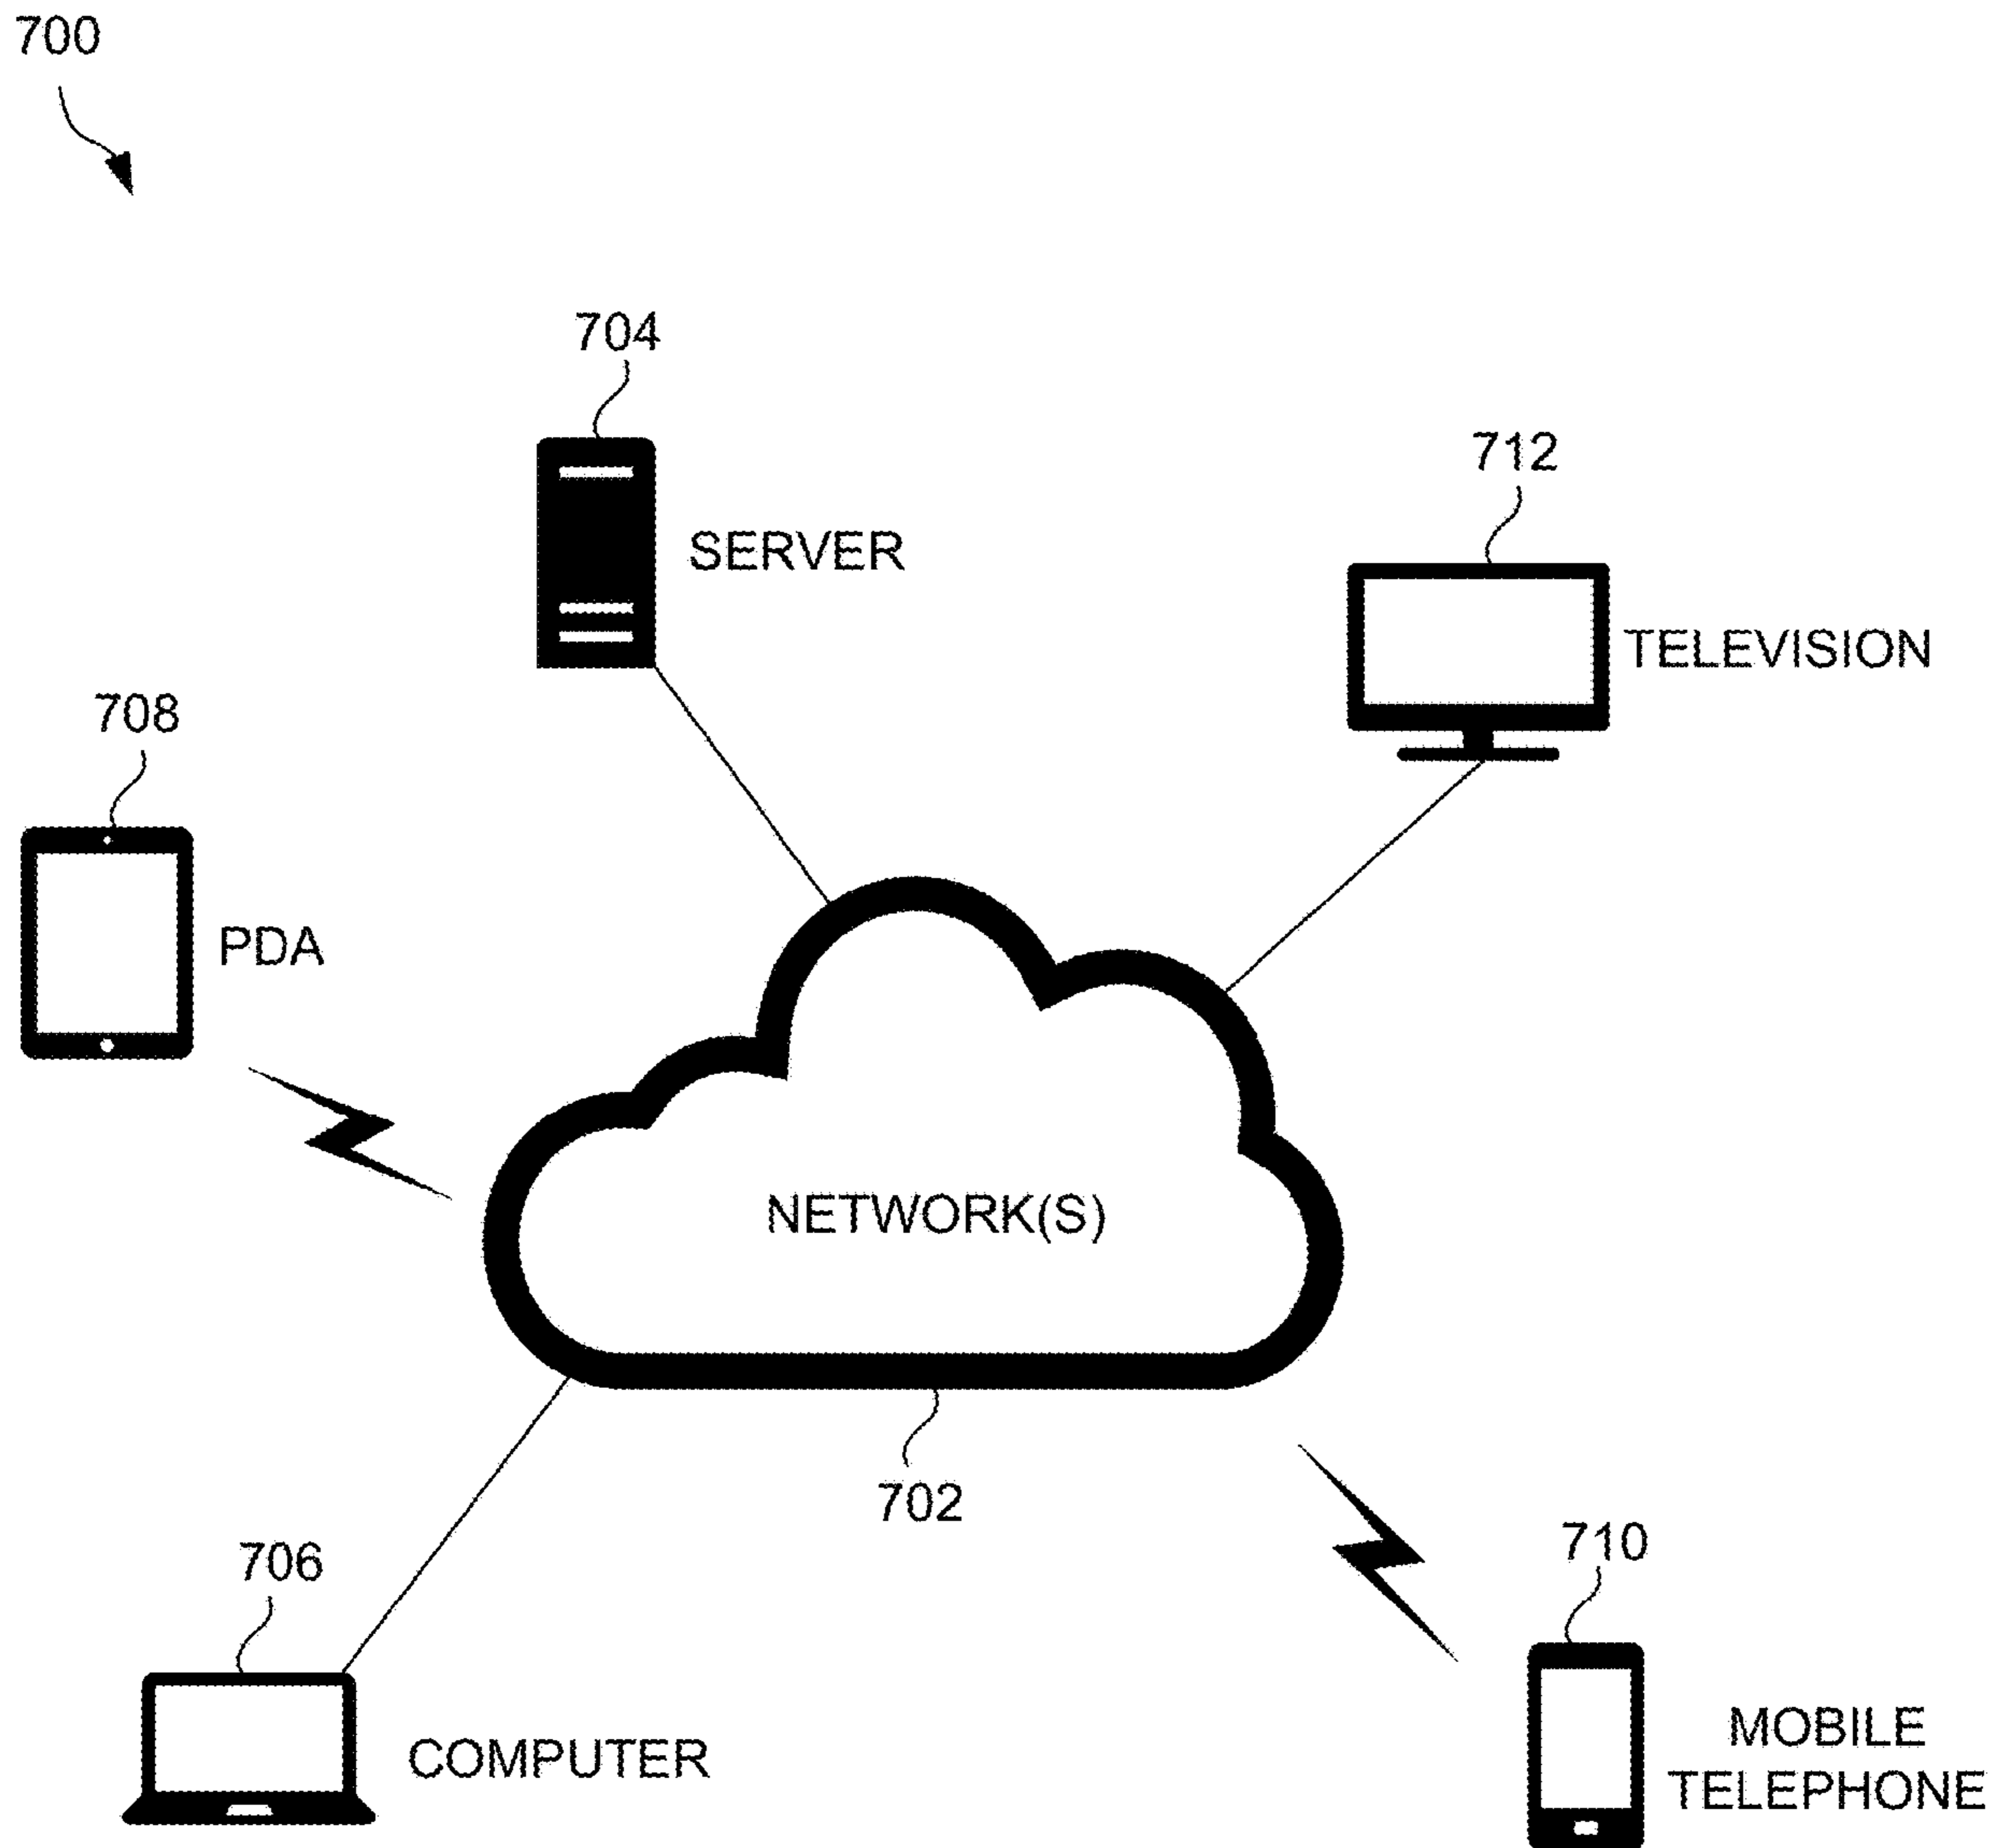 700
704
SERVER
712
TELEVISION
708
PDA
NETWORK(S)
702
706
COMPUTER
710
MOBILE
TELEPHONE